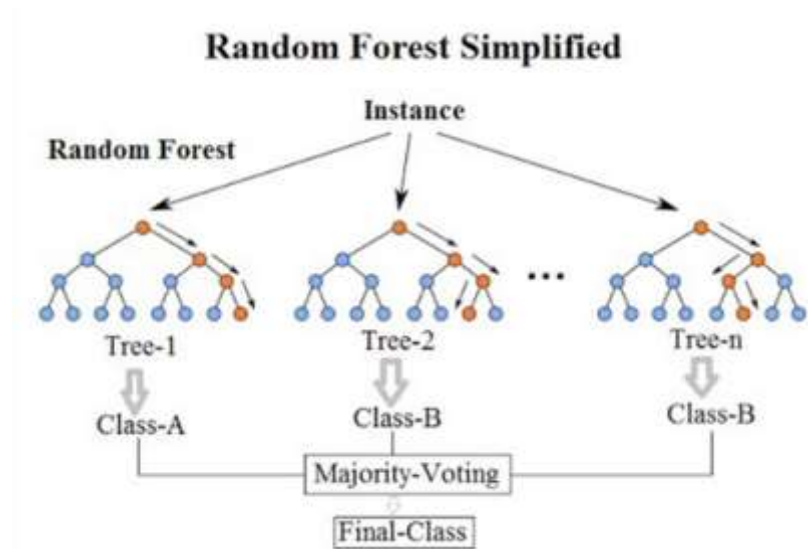 Random Forest Simplified
Instance
Random Forest
...
Tree-1
Tree-2
Tree-n
Class-A
Class-B
Class-B
Majority-Voting
Final-Class